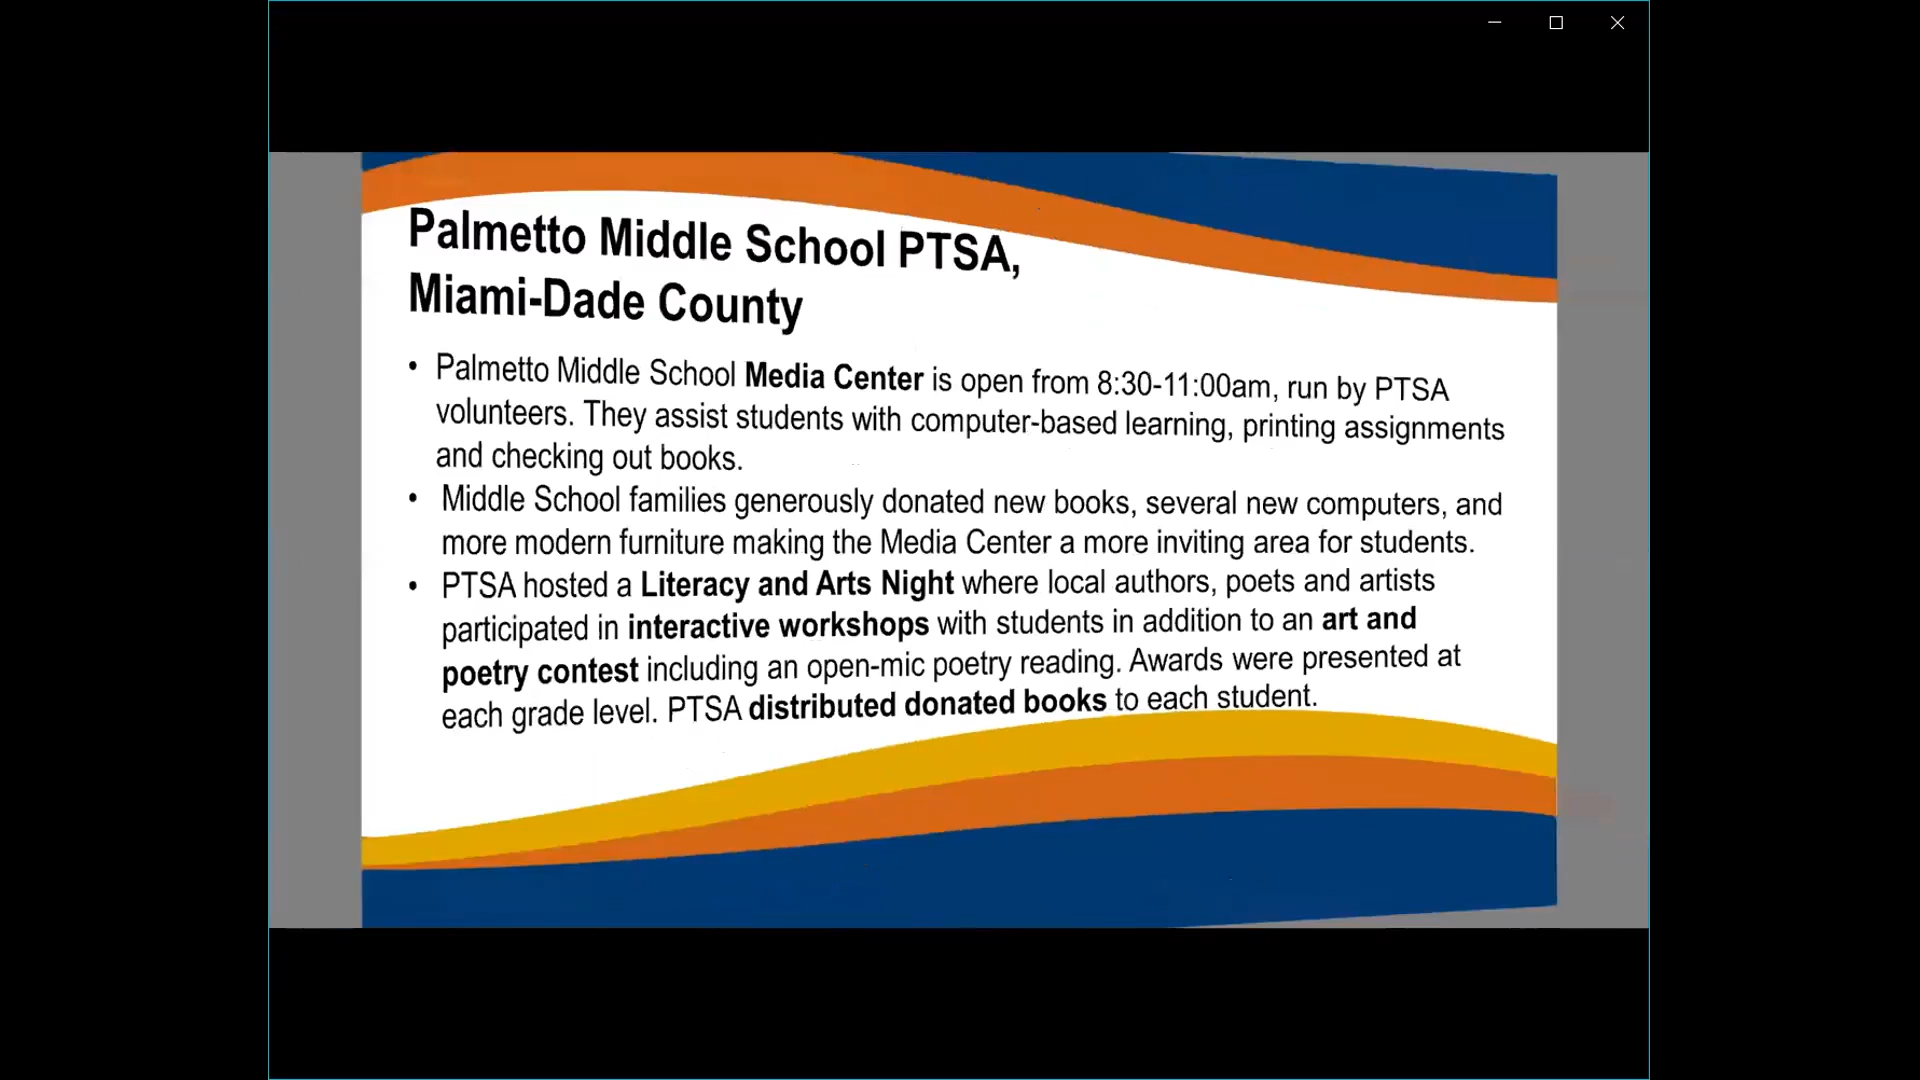 Palmetto Middle School PTSA,
Miami-Dade County
• Palmetto Middle School Media Center is open from 8:30-11:00am, run by PTSA
volunteers. They assist students with computer-based learning, printing assignments
and checking out books.
• Middle School families generously donated new books, several new computers, and
more modern furniture making the Media Center a more inviting area for students.
• PTSA hosted a Literacy and Arts Night where local authors, poets and artists
participated in interactive workshops with students in addition to an art and
poetry contest including an open-mic poetry reading. Awards were presented at
each grade level. PTSA distributed donated books to each student.